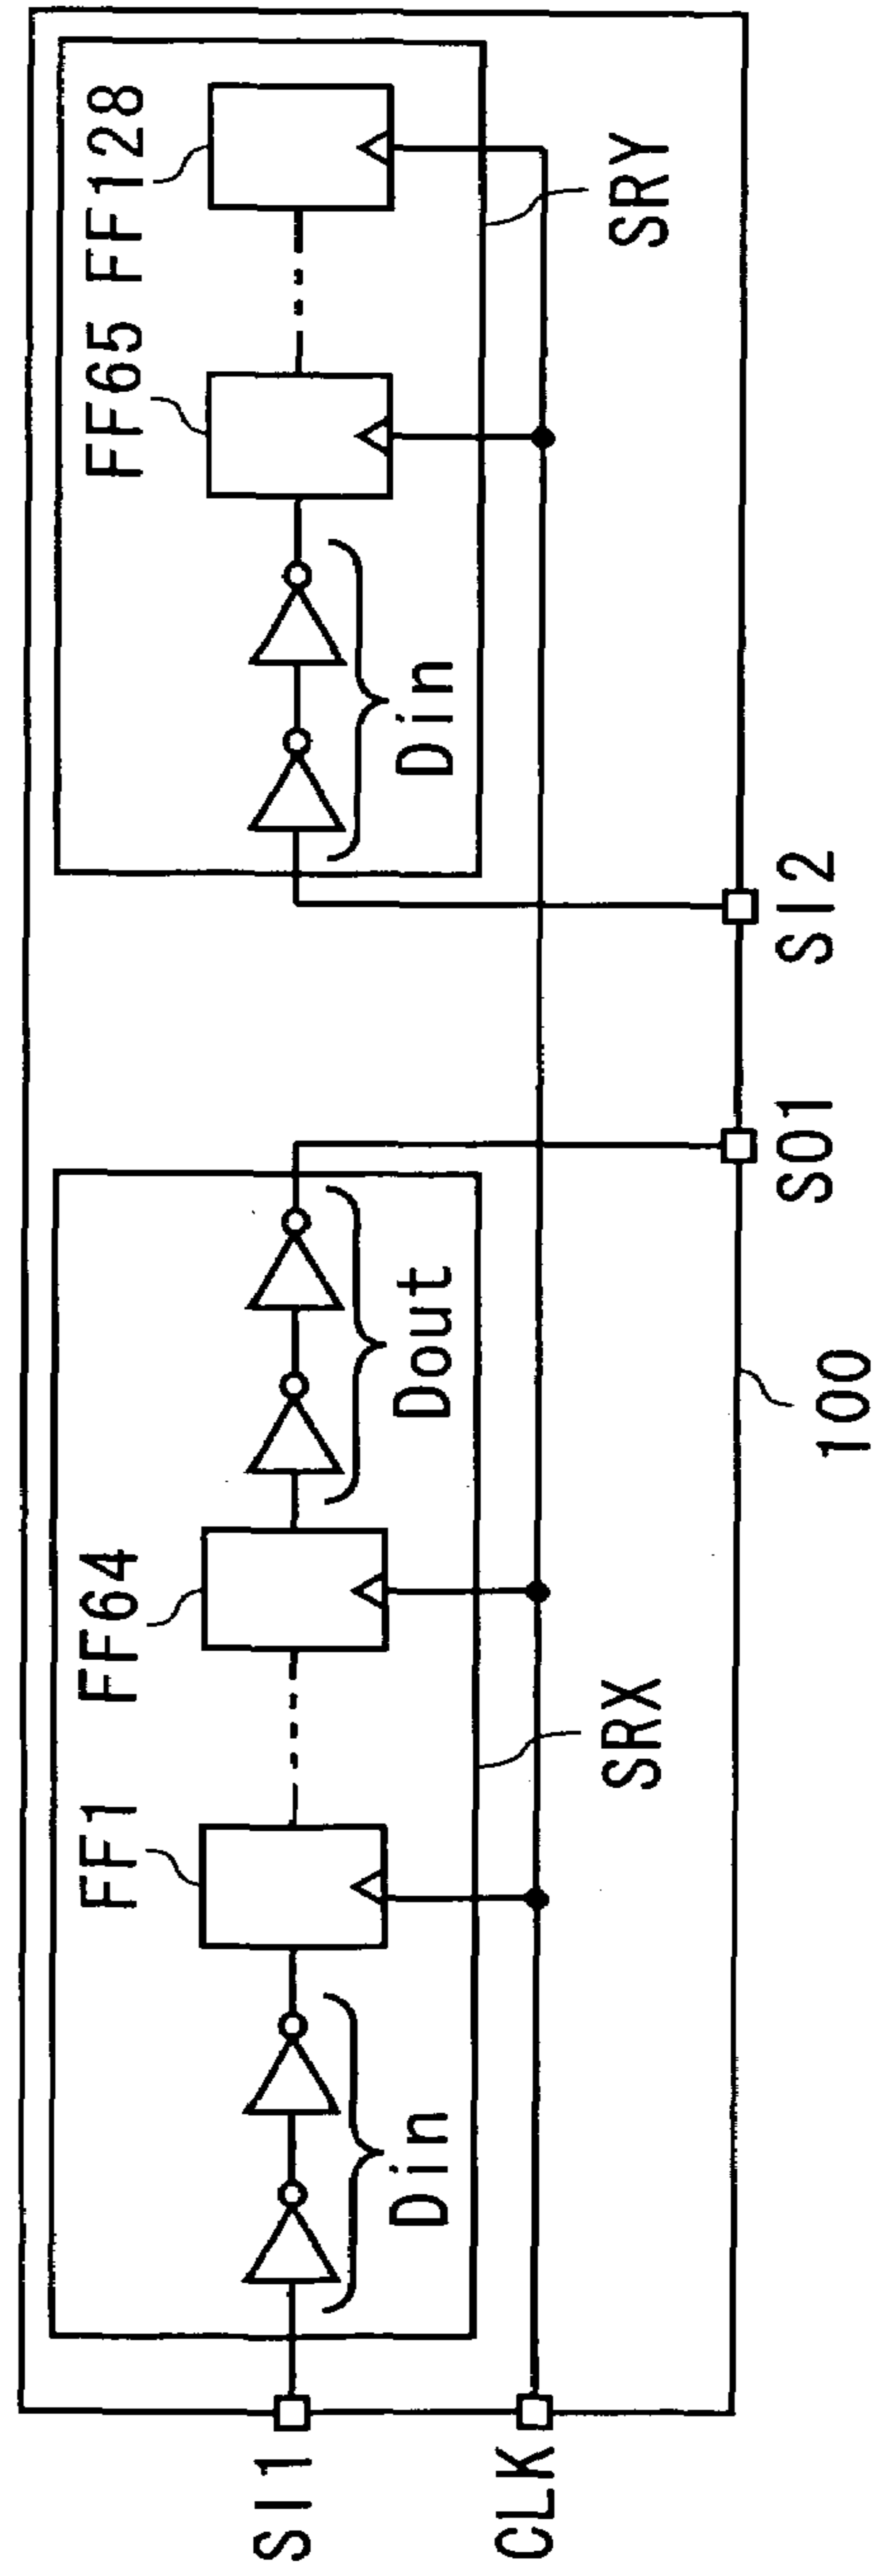 FF1
FF64
FF65
FF128
SI1
Din
Dout
Din
CLK
SRX
SRY
SO1
SI2
100